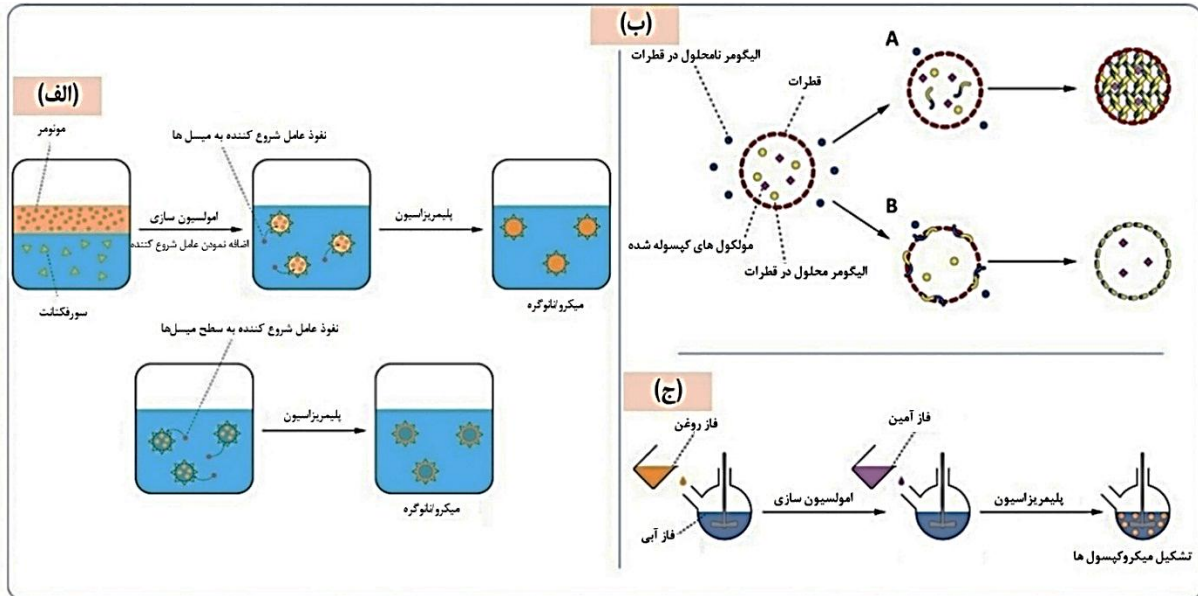 (الف)
مونومر
سورفکتانت
امولسیون سازی
اضافه نمودن عامل شروع کننده
نفوذ عامل شروع کننده به میسل ها
پلیمریزاسیون
میکرو/نانوگره
نفوذ عامل شروع کننده به سطح میسل‌ها
پلیمریزاسیون
میکرو/نانوگره
(ب)
الیگومر نامحلول در قطرات
قطرات
مولکول های کپسوله شده
الیگومر محلول در قطرات
A
B
(ج)
فاز روغن
فاز آبی
امولسیون سازی
فاز آمین
پلیمریزاسیون
تشکیل میکروکپسول ها